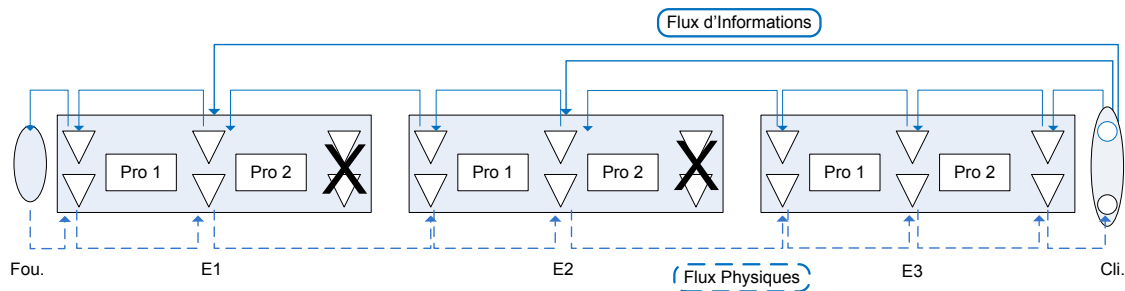 Flux d'Informations
Pro 1
Pro 2
X
Pro 1
Pro 2
X
Pro 1
Pro 2
Fou.
E1
E2
Flux Physiques
E3
Cli.